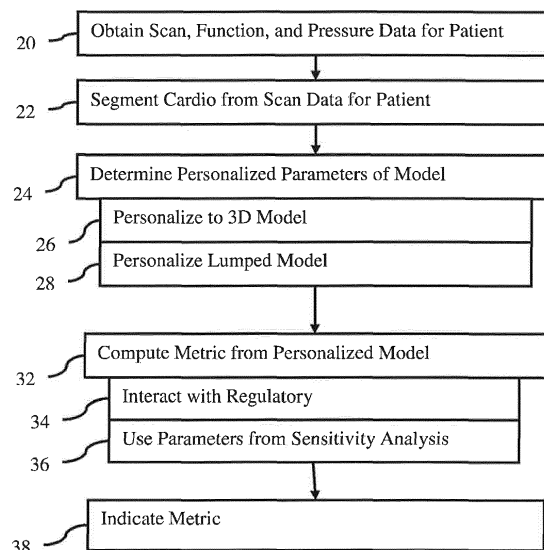 20 Obtain Scan, Function, and Pressure Data for Patient
22 Segment Cardio from Scan Data for Patient
24 Determine Personalized Parameters of Model
26 Personalize to 3D Model
28 Personalize Lumped Model
32 Compute Metric from Personalized Model
34 Interact with Regulatory
36 Use Parameters from Sensitivity Analysis
38 Indicate Metric